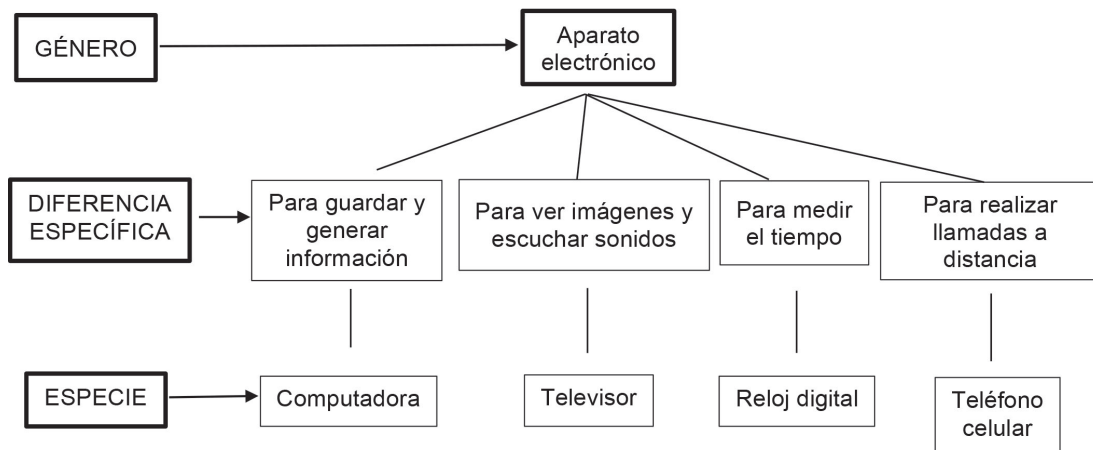 GÉNERO
Aparato
electrónico
DIFERENCIA
ESPECÍFICA
Para guardar y
generar
información
Para ver imágenes y
escuchar sonidos
Para medir
el tiempo
Para realizar
llamadas a
distancia
ESPECIE
Computadora
Televisor
Reloj digital
Teléfono
celular